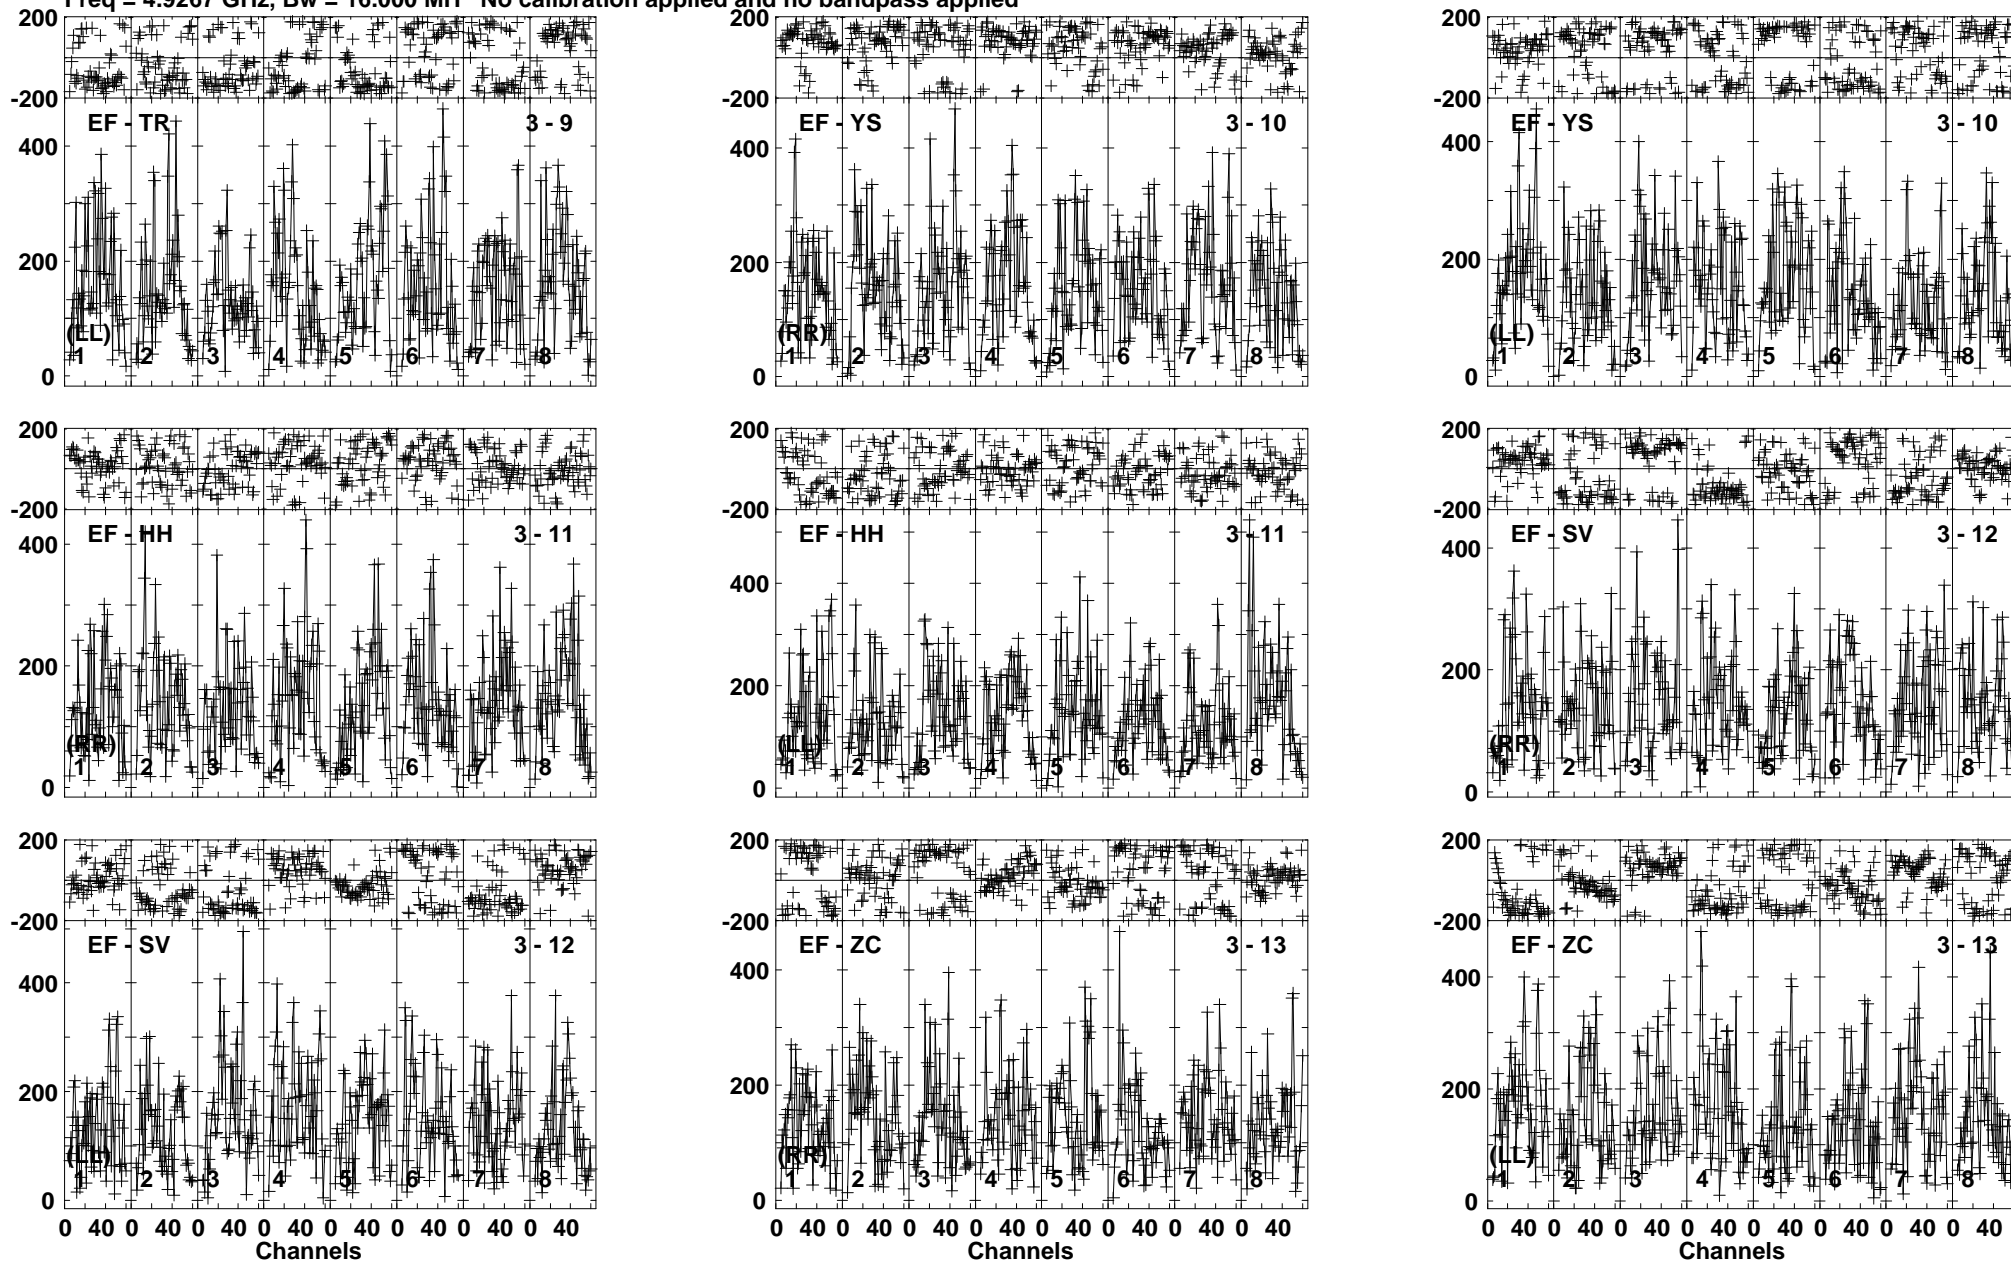 Freq = 4.9267 GHz, Bw = 16.000 MH No calibration applied and no bandpass applied
200 200 200
-200 -200 -200
EF - TR 3 - 9 EF - YS 3 - 10 EF - YS 3 - 10
400 400 400
200 200 200
(LL) (RR) (LL)
1 2 3 4 5 6 7 8 1 2 3 4 5 6 7 8 1 2 3 4 5 6 7 8
0 0 0
200 200 200
-200 -200 -200
EF - HH 3 - 11 EF - HH 3 - 11 EF - SV 3 - 12
400 400 400
200 200 200
(RR) (LL) (RR)
1 2 3 4 5 6 7 8 1 2 3 4 5 6 7 8 1 2 3 4 5 6 7 8
0 0 0
200 200 200
-200 -200 -200
EF - SV 3 - 12 EF - ZC 3 - 13 EF - ZC 3 - 13
400 400 400
200 200 200
(LL) (RR) (LL)
1 2 3 4 5 6 7 8 1 2 3 4 5 6 7 8 1 2 3 4 5 6 7 8
0 0 0
0 40 0 40 0 40 0 40 0 40 0 40 0 40 0 40 0 40 0 40 0 40 0 40 0 40 0 40 0 40 0 40 0 40 0 40 0 40 0 40 0 40 0 40 0 40 0 40
Channels Channels Channels